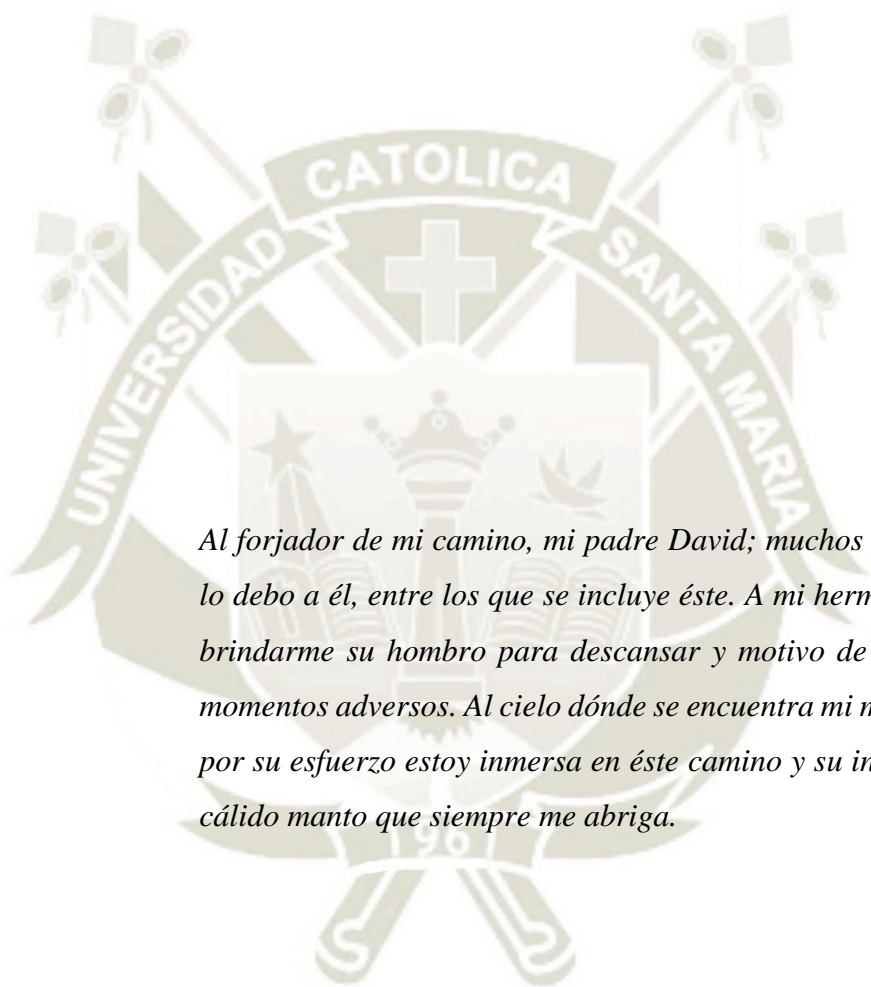 UNIVERSIDAD CATOLICA SANTA MARIA
Al forjador de mi camino, mi padre David; muchos
lo debo a él, entre los que se incluye éste. A mi
brindarme su hombro para descansar y motivo de
momentos adversos. Al cielo dónde se encuentra mi
por su esfuerzo estoy inmersa en éste camino y su
cálido manto que siempre me abriga.
196